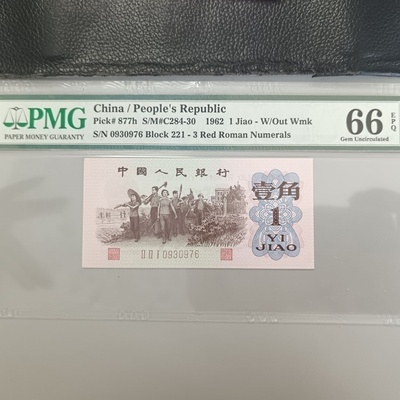 PMG
PAPER MONEY GUARANTY
China / People's Republic
Pick# 877h S/M#C284-30 1962 1 Jiao - W/Out Wmk
S/N 0930976 Block 221 - 3 Red Roman Numerals
66 EPQ
Gem Uncirculated
中國人民銀行
壹角
1
YI
JIAO
II II I 0930976